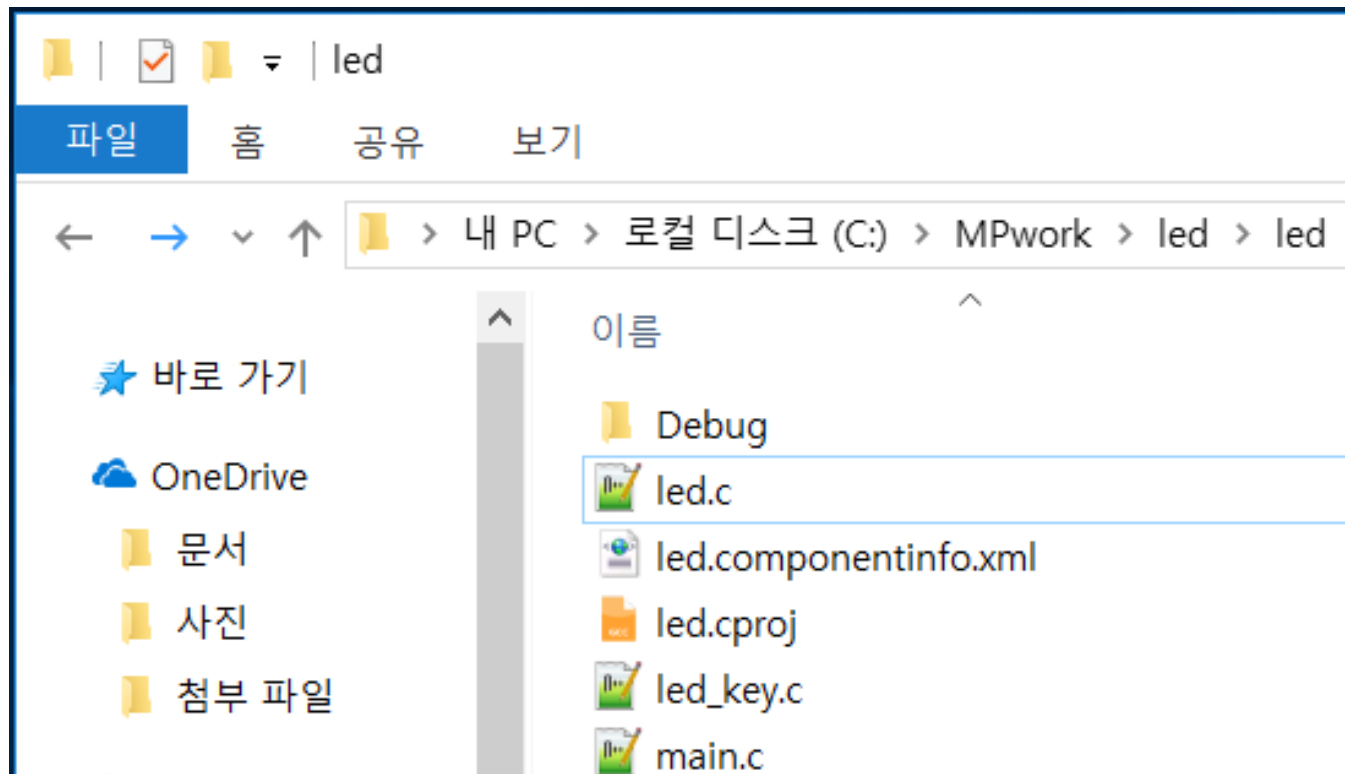 led
파일 홈 공유 보기
내 PC > 로컬 디스크 (C:) > MPwork > led > led
이름
바로 가기
OneDrive
문서
사진
첨부 파일
Debug
led.c
led.componentinfo.xml
led.cproj
led_key.c
main.c